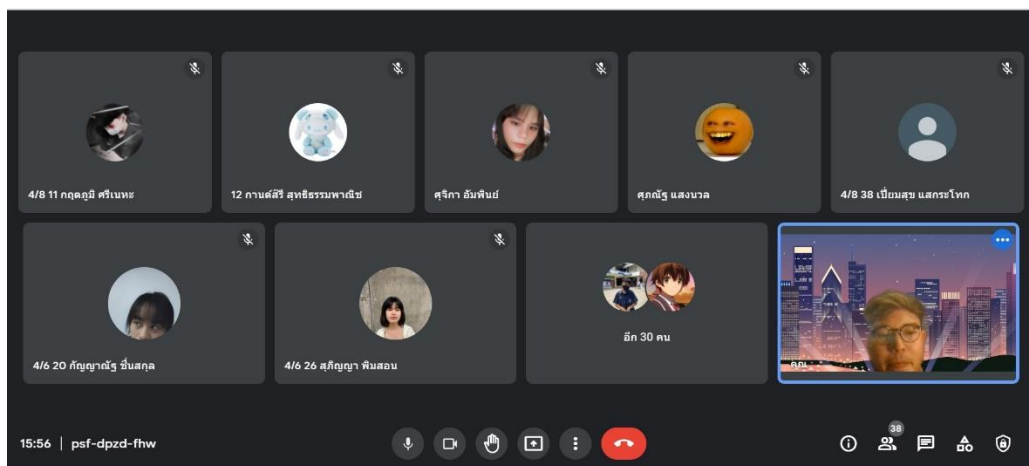 4/8 11 กฤตภูมิ ศรีเนหะ
12 กานต์สิรี สุทธิธรรมพาณิช
ศุจิกา อัมพินย์
ศุภณัฐ แสงนวล
4/8 38 เปี่ยมสุข แสกระโทก
4/6 20 กัญญาณัฐ ชื่นสกุล
4/6 26 สุภิญญา พิมสอน
อีก 30 คน
คุณ
15:56 | psf-dpzd-fhw
38